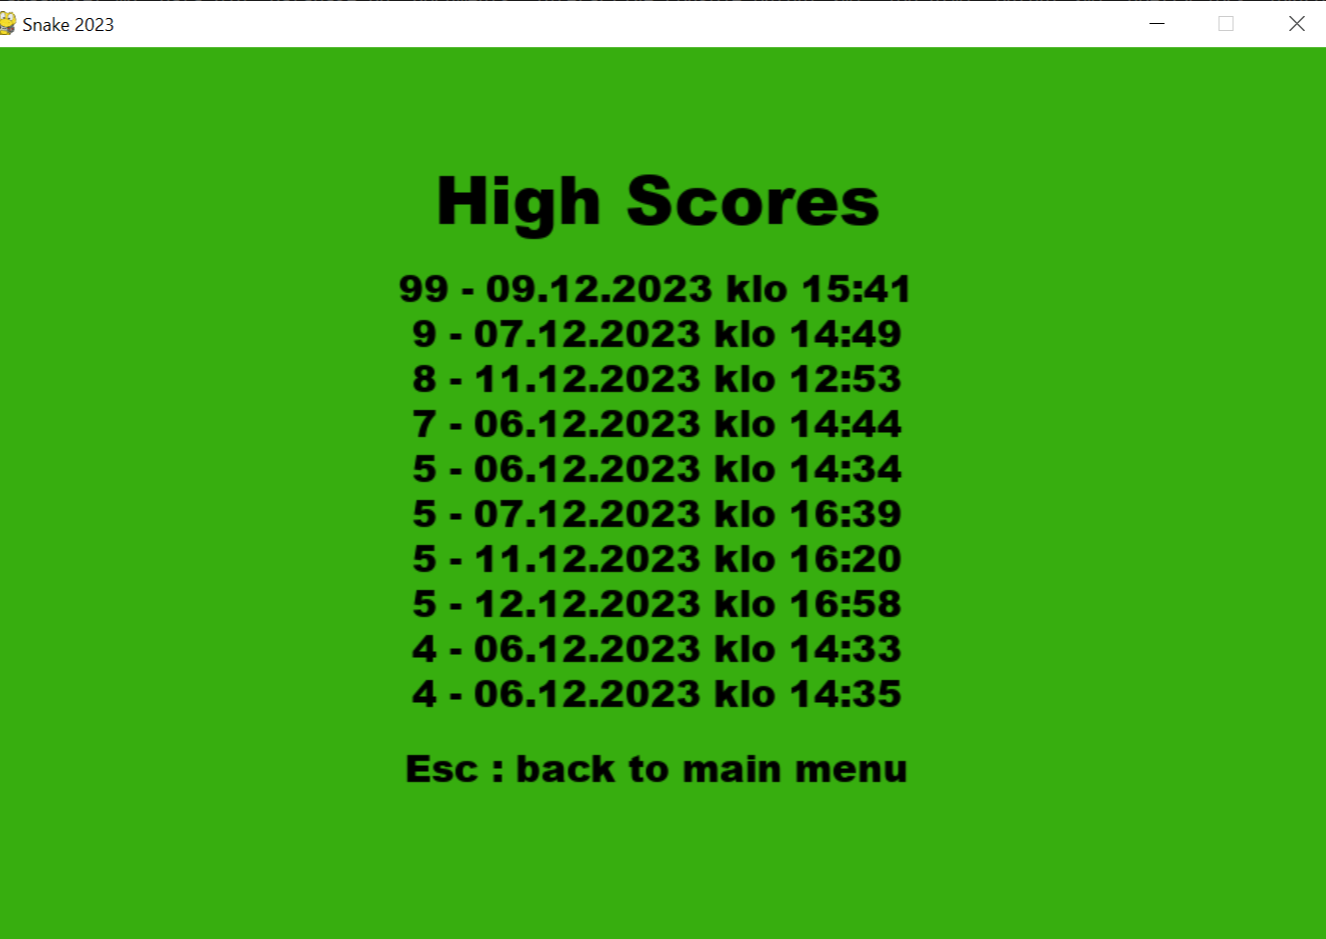 Snake 2023
High Scores
99 - 09.12.2023 klo 15:41
9 - 07.12.2023 klo 14:49
8 - 11.12.2023 klo 12:53
7 - 06.12.2023 klo 14:44
5 - 06.12.2023 klo 14:34
5 - 07.12.2023 klo 16:39
5 - 11.12.2023 klo 16:20
5 - 12.12.2023 klo 16:58
4 - 06.12.2023 klo 14:33
4 - 06.12.2023 klo 14:35
Esc : back to main menu